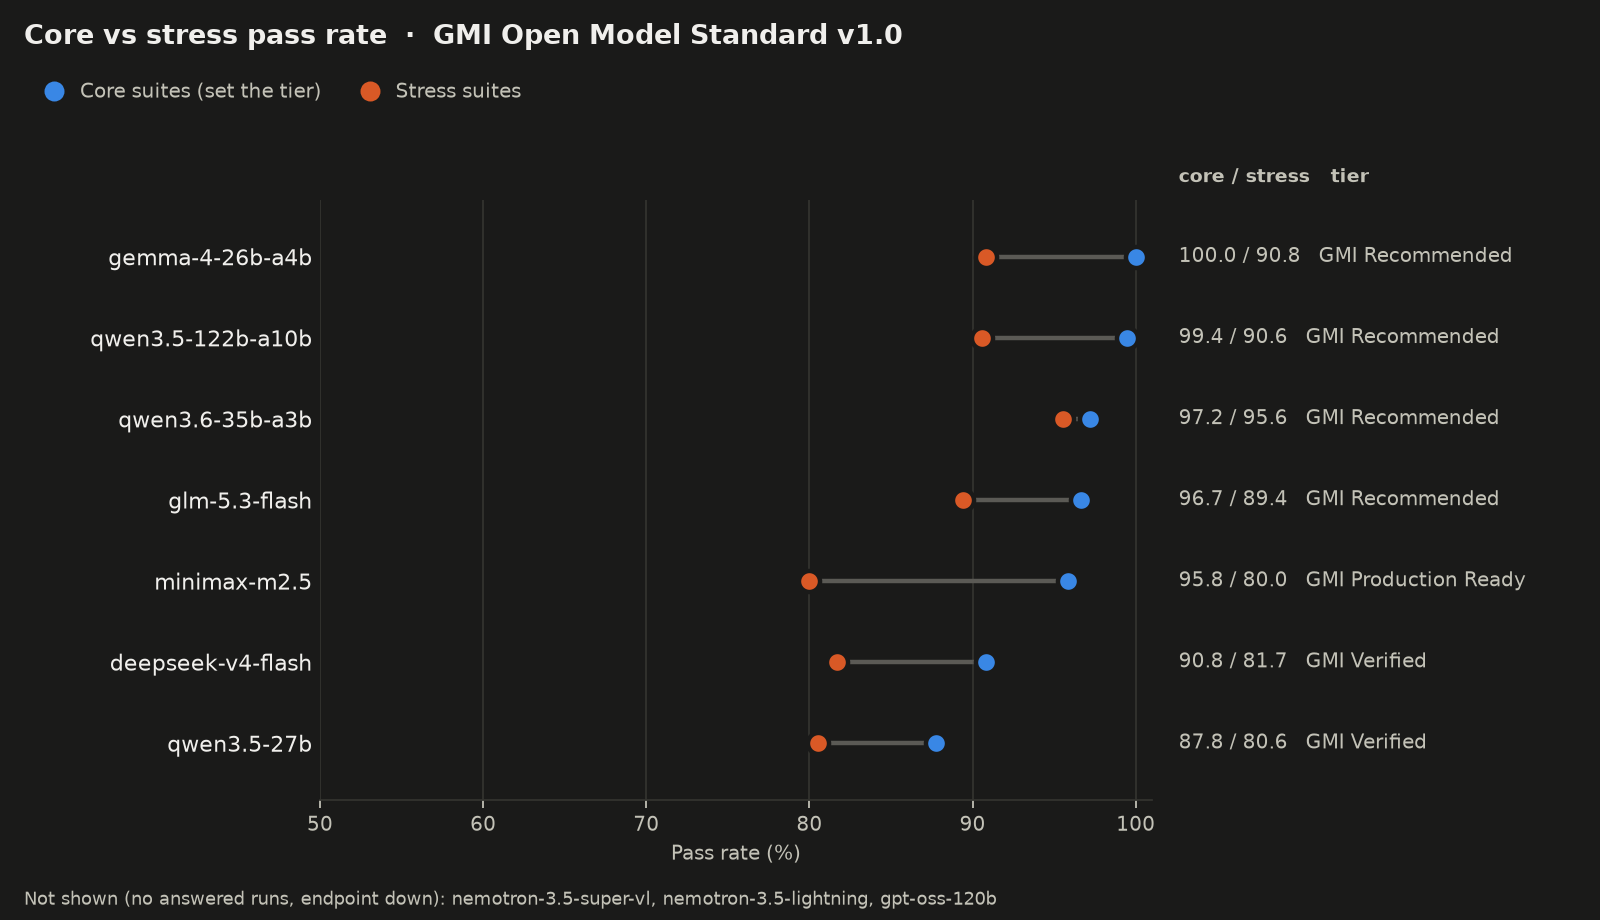 Core vs stress pass rate · GMI Open Model Standard v1.0
Core suites (set the tier) Stress suites
core / stress tier
gemma-4-26b-a4b 100.0 / 90.8 GMI Recommended
qwen3.5-122b-a10b 99.4 / 90.6 GMI Recommended
qwen3.6-35b-a3b 97.2 / 95.6 GMI Recommended
glm-5.3-flash 96.7 / 89.4 GMI Recommended
minimax-m2.5 95.8 / 80.0 GMI Production Ready
deepseek-v4-flash 90.8 / 81.7 GMI Verified
qwen3.5-27b 87.8 / 80.6 GMI Verified
50 60 70 80 90 100
Pass rate (%)
Not shown (no answered runs, endpoint down): nemotron-3.5-super-vl, nemotron-3.5-lightning, gpt-oss-120b